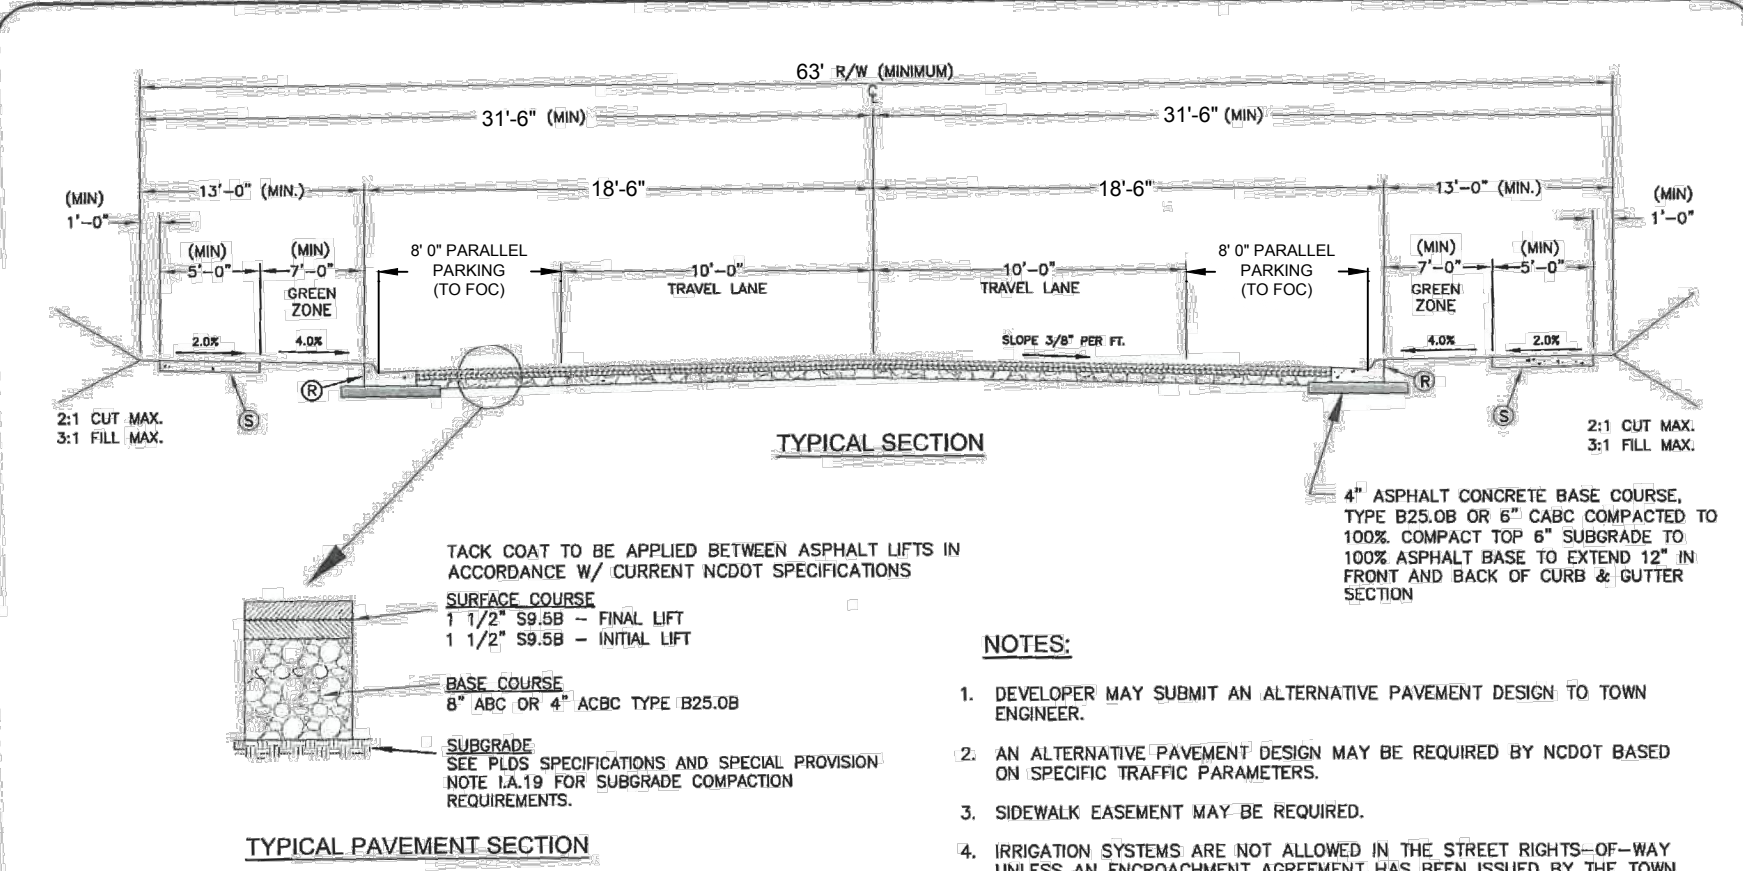 63' R/W (MINIMUM)
℄
31'-6" (MIN)
31'-6" (MIN)
(MIN)
1'-0"
13'-0" (MIN.)
18'-6"
18'-6"
13'-0" (MIN.)
(MIN)
1'-0"
(MIN)
5'-0"
(MIN)
7'-0"
GREEN
ZONE
8' 0" PARALLEL
PARKING
(TO FOC)
10'-0"
TRAVEL LANE
10'-0"
TRAVEL LANE
8' 0" PARALLEL
PARKING
(TO FOC)
(MIN)
7'-0"
GREEN
ZONE
(MIN)
5'-0"
2.0%
4.0%
SLOPE 3/8" PER FT.
4.0%
2.0%
R
R
S
S
2:1 CUT MAX.
3:1 FILL MAX.
2:1 CUT MAX.
3:1 FILL MAX.
TYPICAL SECTION
4" ASPHALT CONCRETE BASE COURSE,
TYPE B25.0B OR 6" CABC COMPACTED TO
100%. COMPACT TOP 6" SUBGRADE TO
100% ASPHALT BASE TO EXTEND 12" IN
FRONT AND BACK OF CURB & GUTTER
SECTION
TACK COAT TO BE APPLIED BETWEEN ASPHALT LIFTS IN
ACCORDANCE W/ CURRENT NCDOT SPECIFICATIONS
SURFACE COURSE
1 1/2" S9.5B – FINAL LIFT
1 1/2" S9.5B – INITIAL LIFT
BASE COURSE
8" ABC OR 4" ACBC TYPE B25.0B
SUBGRADE
SEE PLDS SPECIFICATIONS AND SPECIAL PROVISION
NOTE I.A.19 FOR SUBGRADE COMPACTION
REQUIREMENTS.
TYPICAL PAVEMENT SECTION
NOTES:
1. DEVELOPER MAY SUBMIT AN ALTERNATIVE PAVEMENT DESIGN TO TOWN
ENGINEER.
2. AN ALTERNATIVE PAVEMENT DESIGN MAY BE REQUIRED BY NCDOT BASED
ON SPECIFIC TRAFFIC PARAMETERS.
3. SIDEWALK EASEMENT MAY BE REQUIRED.
4. IRRIGATION SYSTEMS ARE NOT ALLOWED IN THE STREET RIGHTS–OF–WAY
UNLESS AN ENCROACHMENT AGREEMENT HAS BEEN ISSUED BY THE TOWN